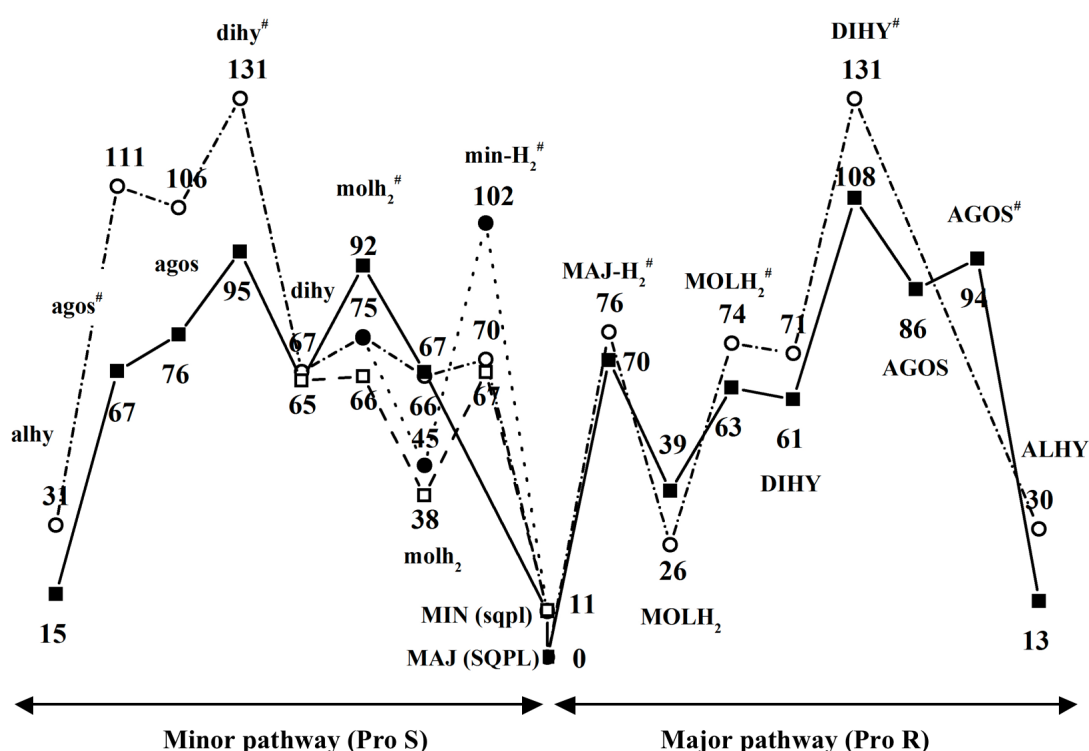 dihy# DIHY#
131 131
111 106 min-H₂# 108
molh₂# 102 AGOS#
agos 92 MAJ-H₂# MOLH₂#
agos# 95 dihy 75 76 74 71 94
67 67 70 86
76 70 AGOS
67 65 66 66 67 63 61
alhy 45 39 ALHY
31 38 DIHY 30
molh₂ 26
MIN (sqpl) 11 MOLH₂
15 13
MAJ (SQPL) 0
Minor pathway (Pro S) Major pathway (Pro R)